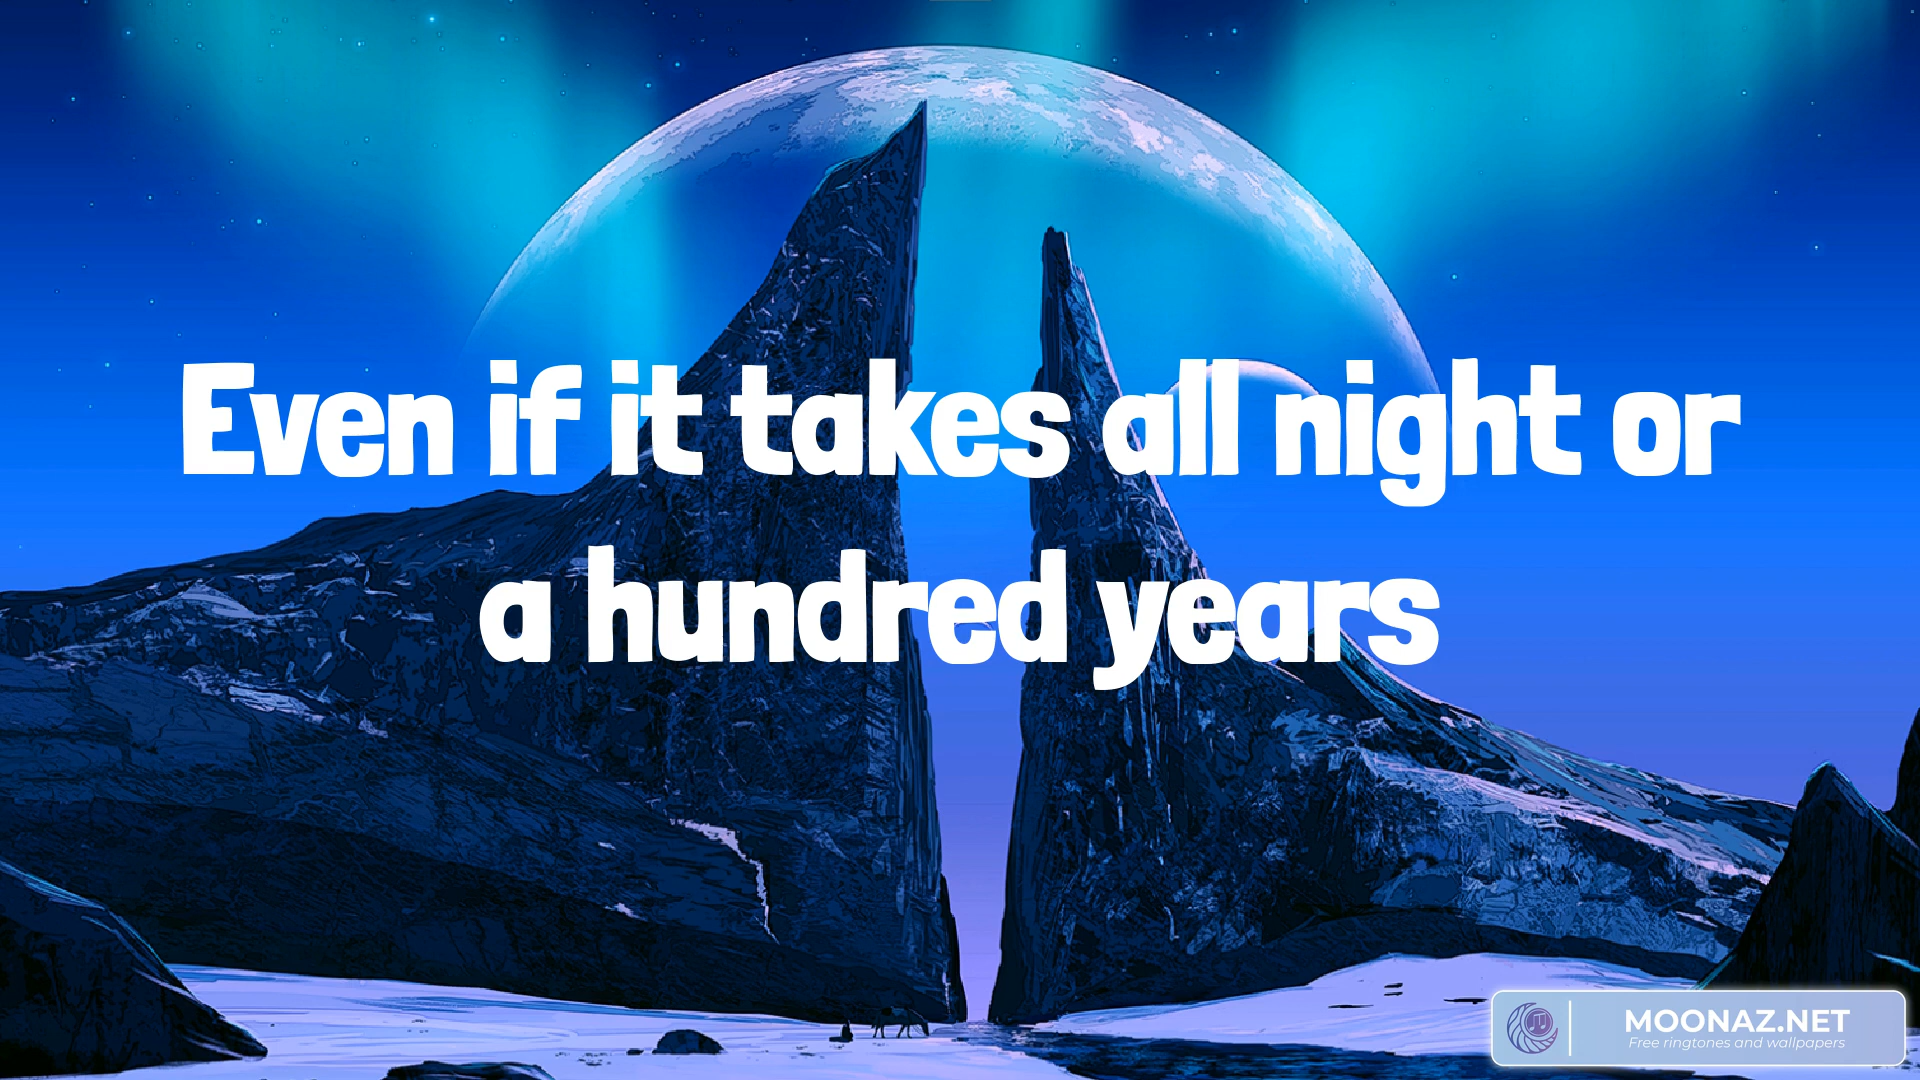 Even if it takes all night or
a hundred years
MOONAZ.NET
Free ringtones and wallpapers